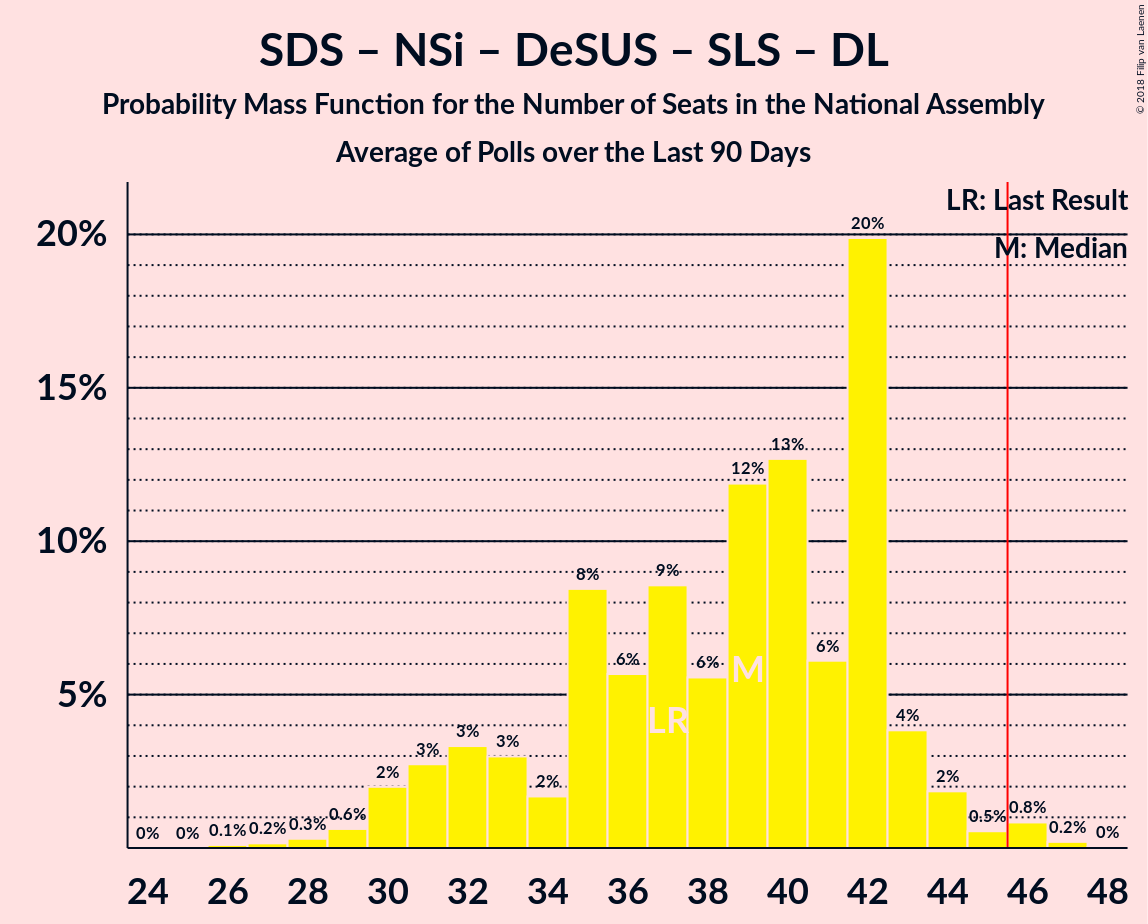 SDS – NSi – DeSUS – SLS – DL
Probability Mass Function for the Number of Seats in the National Assembly
Average of Polls over the Last 90 Days
© 2018 Filip van Laenen
LR: Last Result
M: Median
20%
15%
10%
5%
0% 0% 0.1% 0.2% 0.3% 0.6% 2% 3% 3% 3% 2% 8% 6% 9% 6% 12% 13% 6% 20% 4% 2% 0.5% 0.8% 0.2% 0%
LR M
24 26 28 30 32 34 36 38 40 42 44 46 48